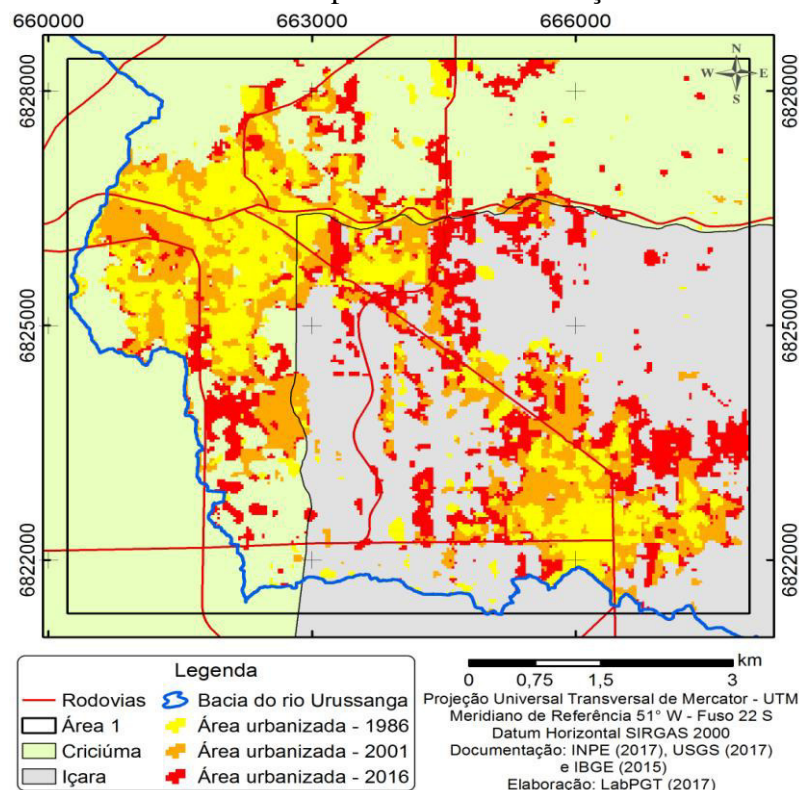 660000 663000 666000
6828000 6828000
N
W E
S
6825000 6825000
6822000 6822000
Legenda
Rodovias
Bacia do rio Urussanga
Área 1
Área urbanizada - 1986
Criciúma
Área urbanizada - 2001
Içara
Área urbanizada - 2016
km
0 0,75 1,5 3
Projeção Universal Transversal de Mercator - UTM
Meridiano de Referência 51° W - Fuso 22 S
Datum Horizontal SIRGAS 2000
Documentação: INPE (2017), USGS (2017)
e IBGE (2015)
Elaboração: LabPGT (2017)